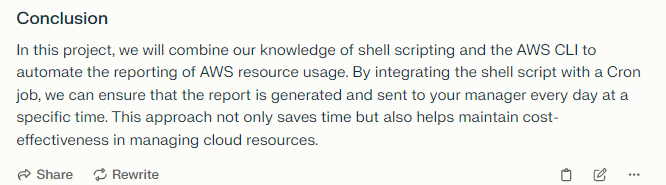 Conclusion
In this project, we will combine our knowledge of shell scripting and the AWS CLI to
automate the reporting of AWS resource usage. By integrating the shell script with a Cron
job, we can ensure that the report is generated and sent to your manager every day at a
specific time. This approach not only saves time but also helps maintain cost-
effectiveness in managing cloud resources.
Share Rewrite